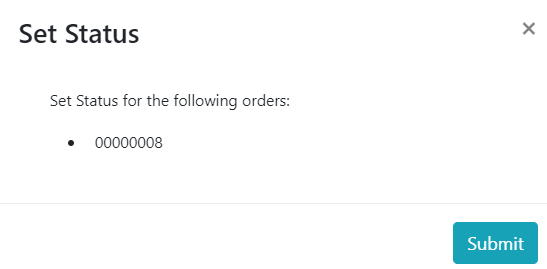 Set Status
×
Set Status for the following orders:
• 00000008
Submit